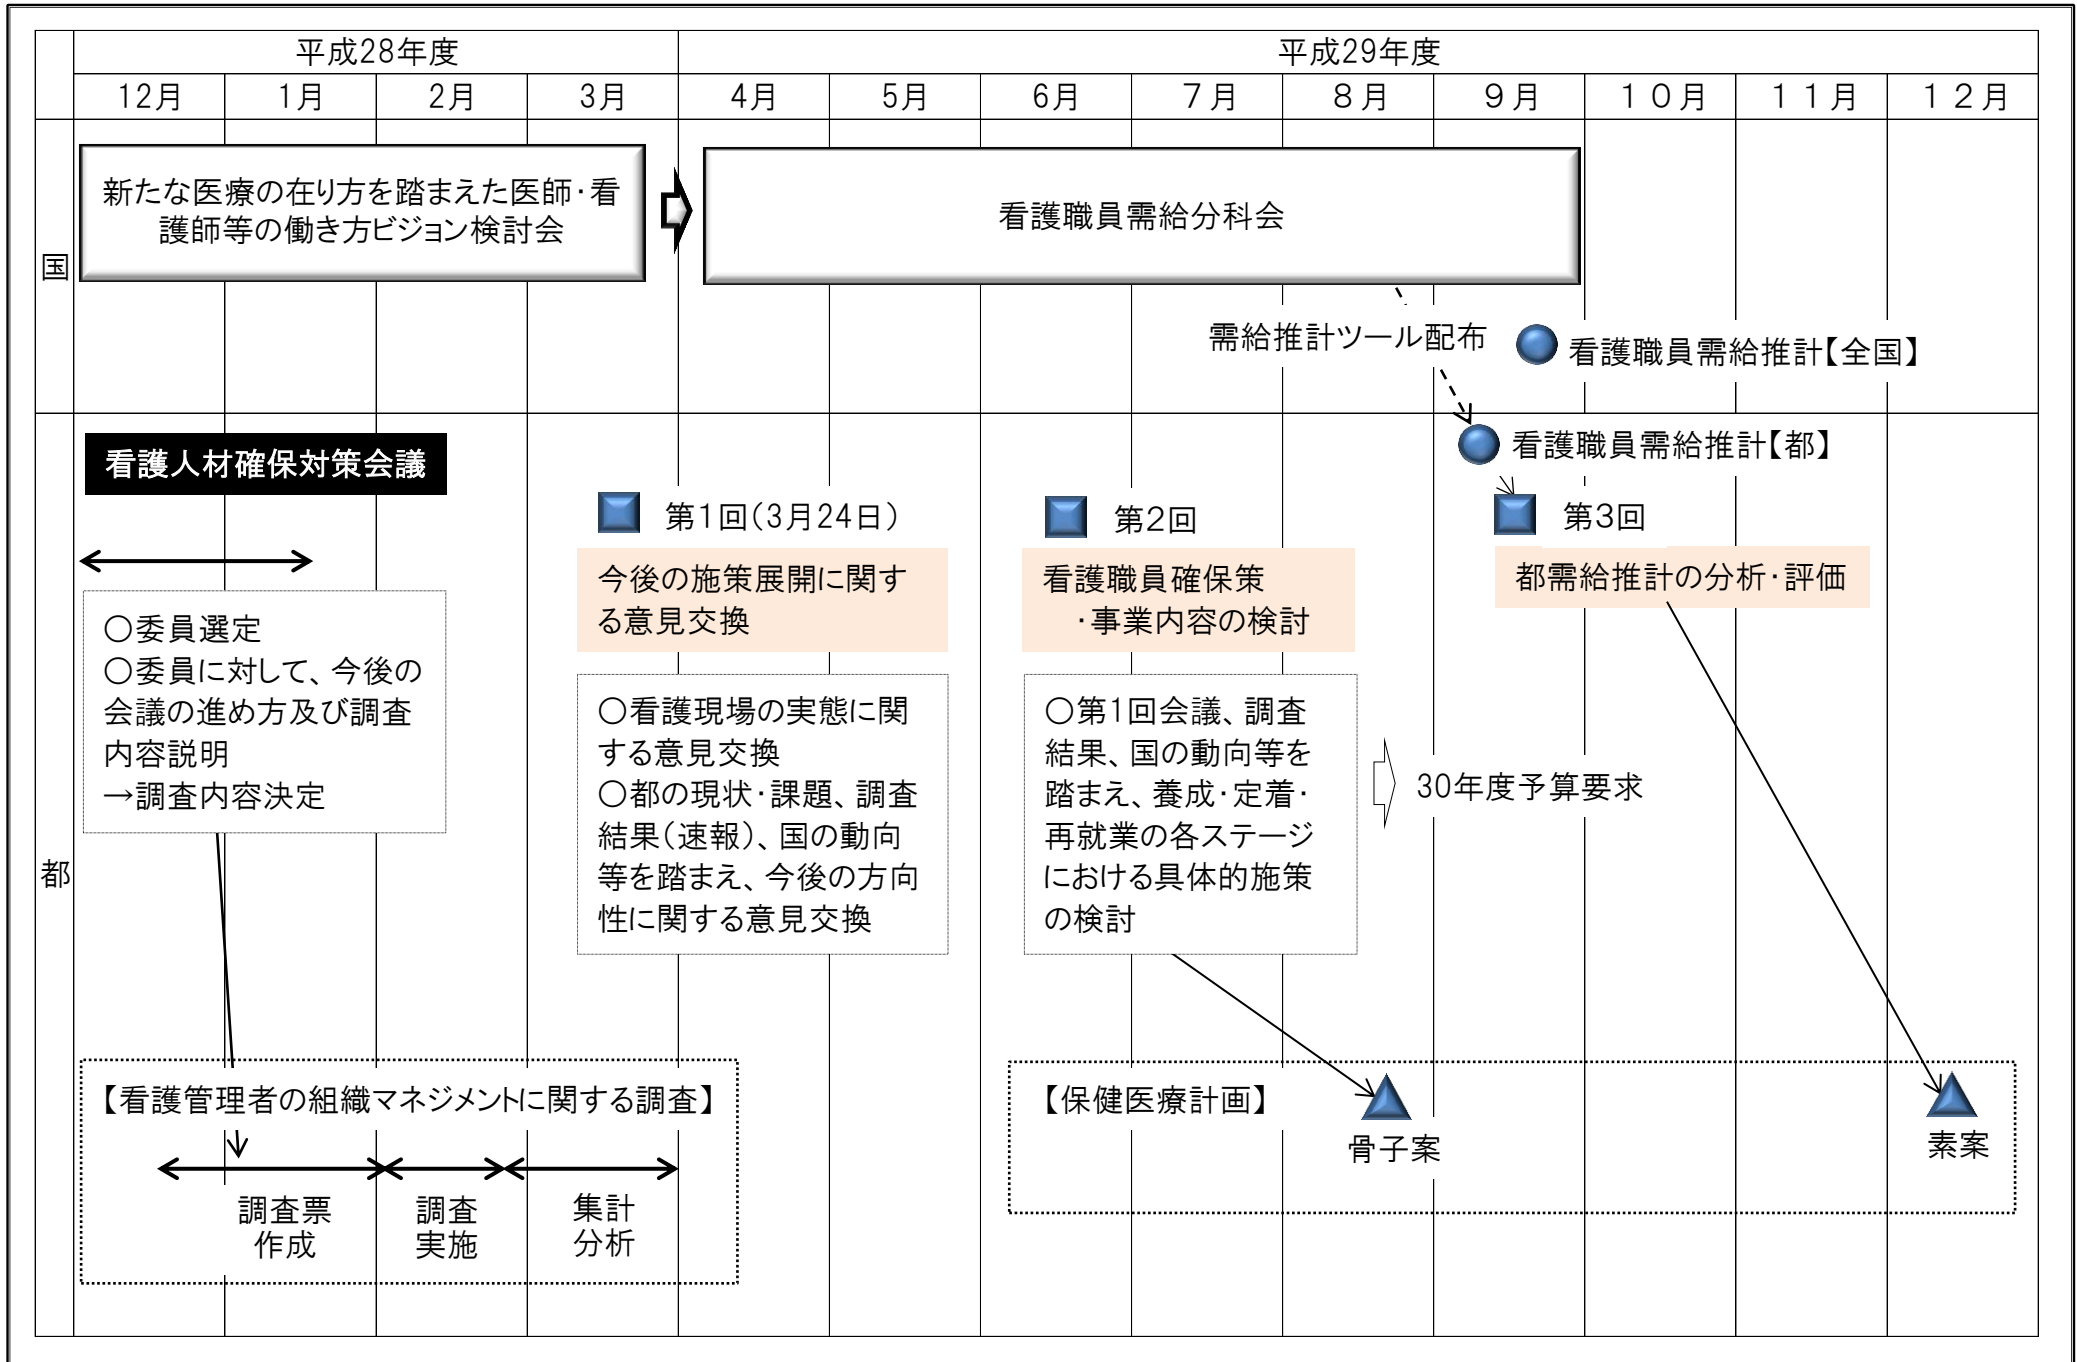 平成28年度
平成29年度
12月
1月
2月
3月
4月
5月
6月
7月
8月
9月
10月
11月
12月
国
新たな医療の在り方を踏まえた医師・看
護師等の働き方ビジョン検討会
看護職員需給分科会
需給推計ツール配布
看護職員需給推計【全国】
都
看護人材確保対策会議
看護職員需給推計【都】
第1回(3月24日)
第2回
第3回
今後の施策展開に関す
る意見交換
看護職員確保策
・事業内容の検討
都需給推計の分析・評価
○委員選定
○委員に対して、今後の
会議の進め方及び調査
内容説明
→調査内容決定
○看護現場の実態に関
する意見交換
○都の現状・課題、調査
結果(速報)、国の動向
等を踏まえ、今後の方向
性に関する意見交換
○第1回会議、調査
結果、国の動向等を
踏まえ、養成・定着・
再就業の各ステージ
における具体的施策
の検討
30年度予算要求
【看護管理者の組織マネジメントに関する調査】
調査票
作成
調査
実施
集計
分析
【保健医療計画】
骨子案
素案